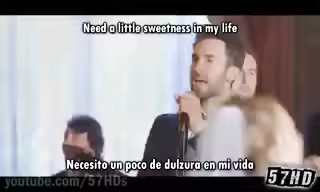 Need a little sweetness in my life
Necesito un poco de dulzura en mi vida
youtube.com/57HDs
57HD